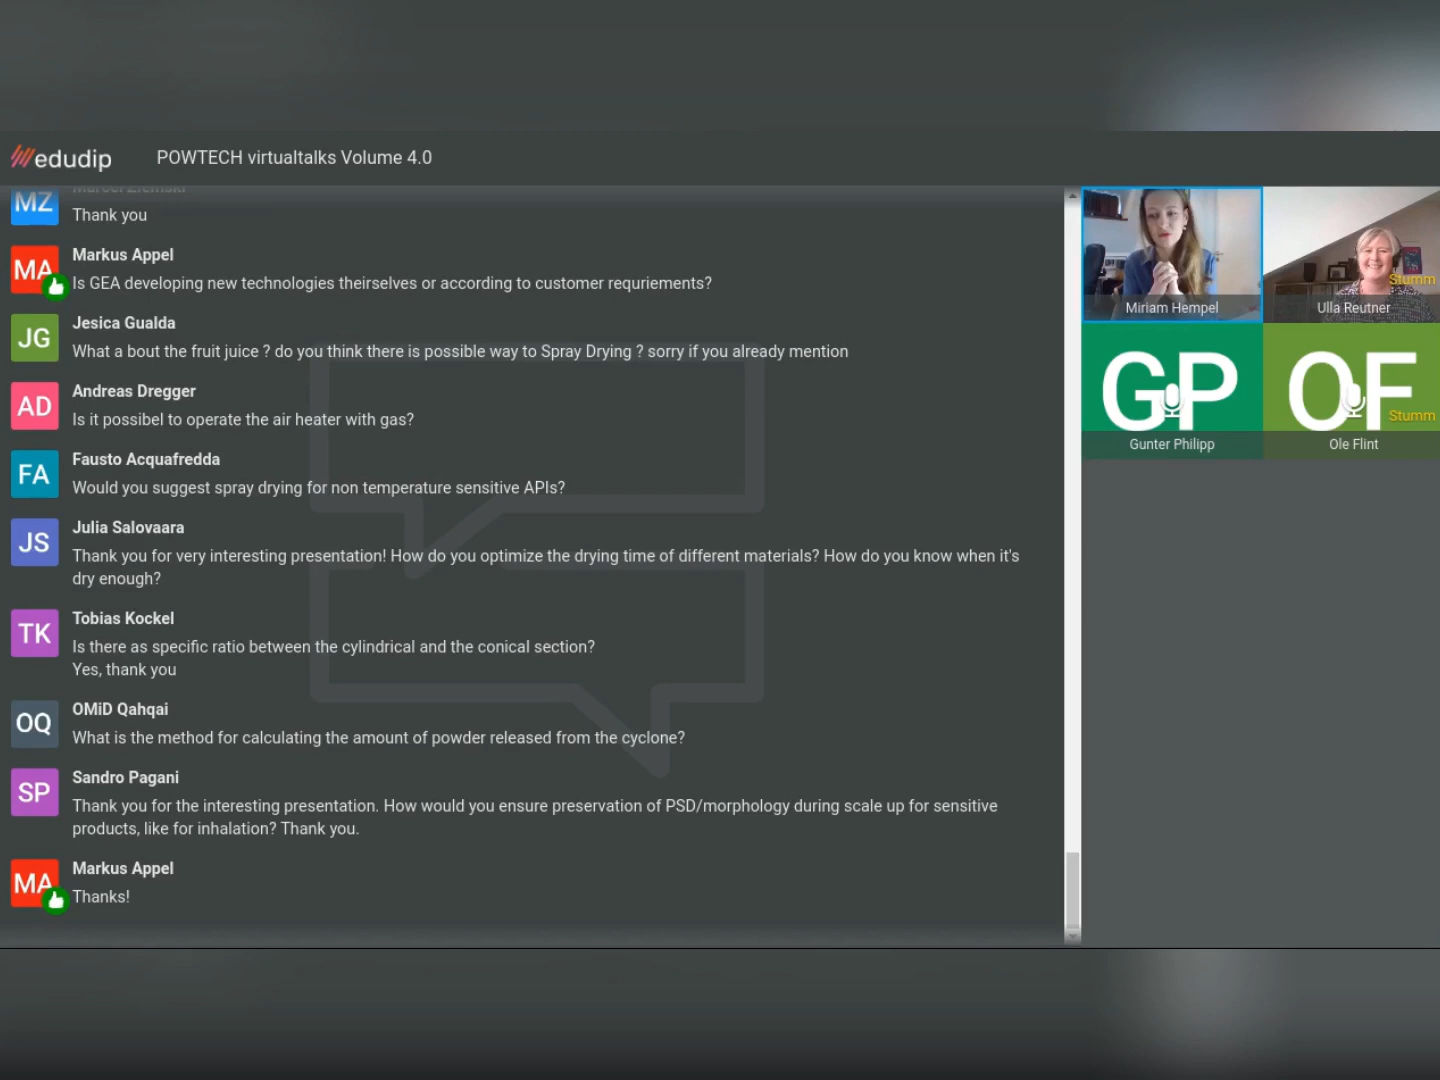 edudip
POWTECH virtualtalks Volume 4.0
Marcel Ziemski
MZ
Thank you
Markus Appel
MA
Is GEA developing new technologies theirselves or according to customer requriements?
Jesica Gualda
JG
What a bout the fruit juice ? do you think there is possible way to Spray Drying ? sorry if you already mention
Andreas Dregger
AD
Is it possibel to operate the air heater with gas?
Fausto Acquafredda
FA
Would you suggest spray drying for non temperature sensitive APIs?
Julia Salovaara
JS
Thank you for very interesting presentation! How do you optimize the drying time of different materials? How do you know when it's
dry enough?
Tobias Kockel
TK
Is there as specific ratio between the cylindrical and the conical section?
Yes, thank you
OMiD Qahqai
OQ
What is the method for calculating the amount of powder released from the cyclone?
Sandro Pagani
SP
Thank you for the interesting presentation. How would you ensure preservation of PSD/morphology during scale up for sensitive
products, like for inhalation? Thank you.
Markus Appel
MA
Thanks!
Miriam Hempel
Stumm
Ulla Reutner
GP
Gunter Philipp
OF
Stumm
Ole Flint